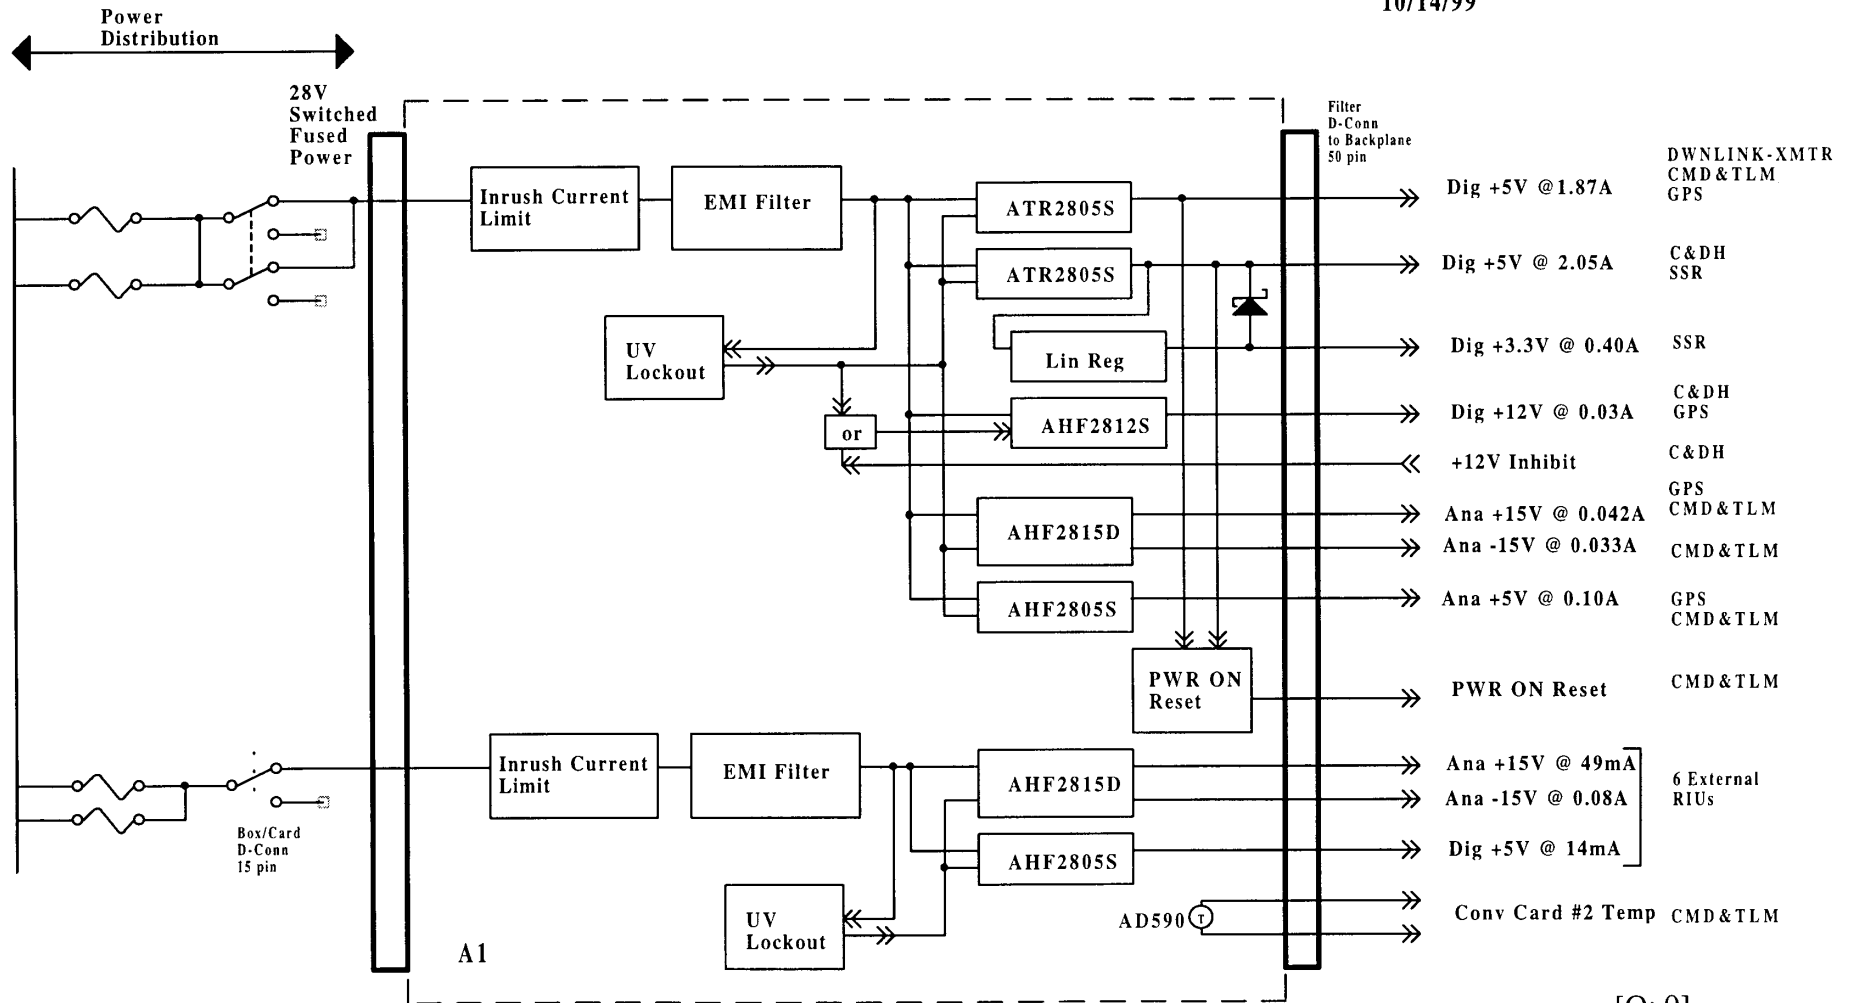 10/14/99
Power
Distribution
28V
Switched
Fused
Power
Filter
D-Conn
to Backplane
50 pin
DWNLINK-XMTR
CMD&TLM
GPS
Inrush Current
Limit
EMI Filter
ATR2805S
Dig +5V @1.87A
ATR2805S
Dig +5V @ 2.05A
C&DH
SSR
UV
Lockout
Lin Reg
Dig +3.3V @ 0.40A
SSR
or
AHF2812S
Dig +12V @ 0.03A
C&DH
GPS
+12V Inhibit
C&DH
AHF2815D
Ana +15V @ 0.042A
GPS
CMD&TLM
Ana -15V @ 0.033A
CMD&TLM
AHF2805S
Ana +5V @ 0.10A
GPS
CMD&TLM
PWR ON
Reset
PWR ON Reset
CMD&TLM
Inrush Current
Limit
EMI Filter
AHF2815D
Ana +15V @ 49mA
Ana -15V @ 0.08A
6 External
RIUs
Box/Card
D-Conn
15 pin
AHF2805S
Dig +5V @ 14mA
UV
Lockout
AD590
T
Conv Card #2 Temp
CMD&TLM
A1